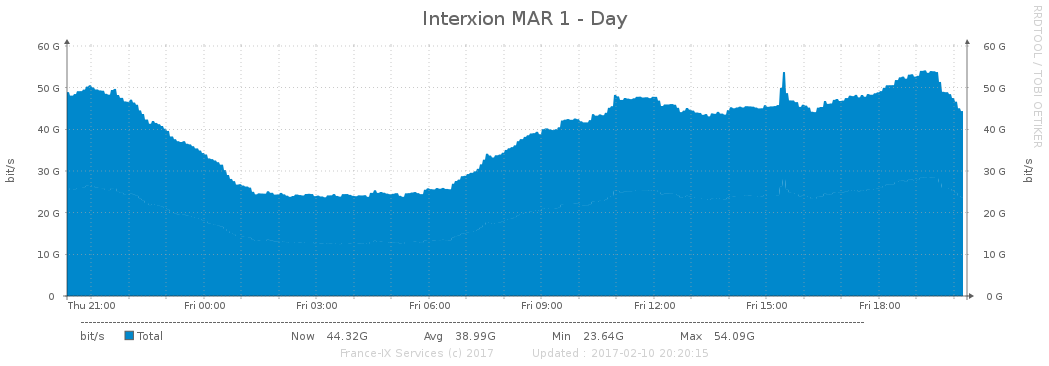 Interxion MAR 1 - Day
RRDTOOL / TOBI OETIKER
60 G 60 G
50 G 50 G
40 G 40 G
30 G 30 G
20 G 20 G
10 G 10 G
0 0 G
bit/s bit/s
Thu 21:00 Fri 00:00 Fri 03:00 Fri 06:00 Fri 09:00 Fri 12:00 Fri 15:00 Fri 18:00
bit/s Total Now 44.32G Avg 38.99G Min 23.64G Max 54.09G
France-IX Services (c) 2017 Updated : 2017-02-10 20:20:15